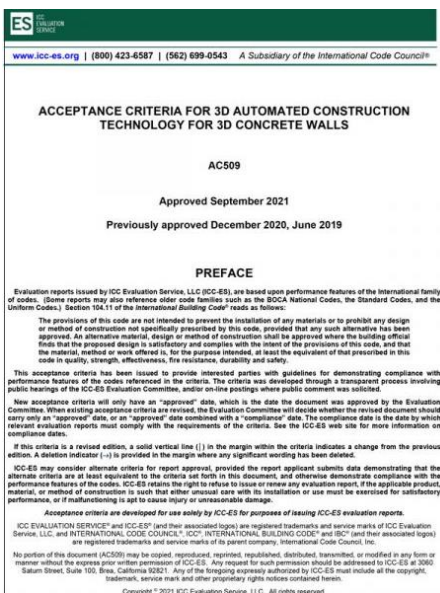 ES ICC
EVALUATION
SERVICE
www.icc-es.org | (800) 423-6587 | (562) 699-0543 A Subsidiary of the International Code Council®
ACCEPTANCE CRITERIA FOR 3D AUTOMATED CONSTRUCTION
TECHNOLOGY FOR 3D CONCRETE WALLS
AC509
Approved September 2021
Previously approved December 2020, June 2019
PREFACE
Evaluation reports issued by ICC Evaluation Service, LLC (ICC-ES), are based upon performance features of the International family
of codes. (Some reports may also reference older code families such as the BOCA National Codes, the Standard Codes, and the
Uniform Codes.) Section 104.11 of the International Building Code® reads as follows:
The provisions of this code are not intended to prevent the installation of any materials or to prohibit any design
or method of construction not specifically prescribed by this code, provided that any such alternative has been
approved. An alternative material, design or method of construction shall be approved where the building official
finds that the proposed design is satisfactory and complies with the intent of the provisions of this code, and that
the material, method or work offered is, for the purpose intended, at least the equivalent of that prescribed in this
code in quality, strength, effectiveness, fire resistance, durability and safety.
This acceptance criteria has been issued to provide interested parties with guidelines for demonstrating compliance with
performance features of the codes referenced in the criteria. The criteria was developed through a transparent process involving
public hearings of the ICC-ES Evaluation Committee, and/or on-line postings where public comment was solicited.
New acceptance criteria will only have an "approved" date, which is the date the document was approved by the Evaluation
Committee. When existing acceptance criteria are revised, the Evaluation Committee will decide whether the revised document should
carry only an "approved" date, or an "approved" date combined with a "compliance" date. The compliance date is the date by which
relevant evaluation reports must comply with the requirements of the criteria. See the ICC-ES web site for more information on
compliance dates.
If this criteria is a revised edition, a solid vertical line (|) in the margin within the criteria indicates a change from the previous
edition. A deletion indicator (→) is provided in the margin where any significant wording has been deleted.
ICC-ES may consider alternate criteria for report approval, provided the report applicant submits data demonstrating that the
alternate criteria are at least equivalent to the criteria set forth in this document, and otherwise demonstrate compliance with the
performance features of the codes. ICC-ES retains the right to refuse to issue or renew any evaluation report, if the applicable product,
material, or method of construction is such that either unusual care with its installation or use must be exercised for satisfactory
performance, or if malfunctioning is apt to cause injury or unreasonable damage.
Acceptance criteria are developed for use solely by ICC-ES for purposes of issuing ICC-ES evaluation reports.
ICC EVALUATION SERVICE® and ICC-ES® (and their associated logos) are registered trademarks and service marks of ICC Evaluation
Service, LLC, and INTERNATIONAL CODE COUNCIL®, ICC®, INTERNATIONAL BUILDING CODE® and IBC® (and their associated logos)
are registered trademarks and service marks of its parent company, International Code Council, Inc.
No portion of this document (AC509) may be copied, reproduced, reprinted, republished, distributed, transmitted, or modified in any form or
manner without the express prior written permission of ICC-ES. Any request for such permission should be addressed to ICC-ES at 3060
Saturn Street, Suite 100, Brea, California 92821. Any of the foregoing expressly authorized by ICC-ES must include all the copyright,
trademark, service mark and other proprietary rights notices contained herein.
Copyright © 2021 ICC Evaluation Service, LLC. All rights reserved.